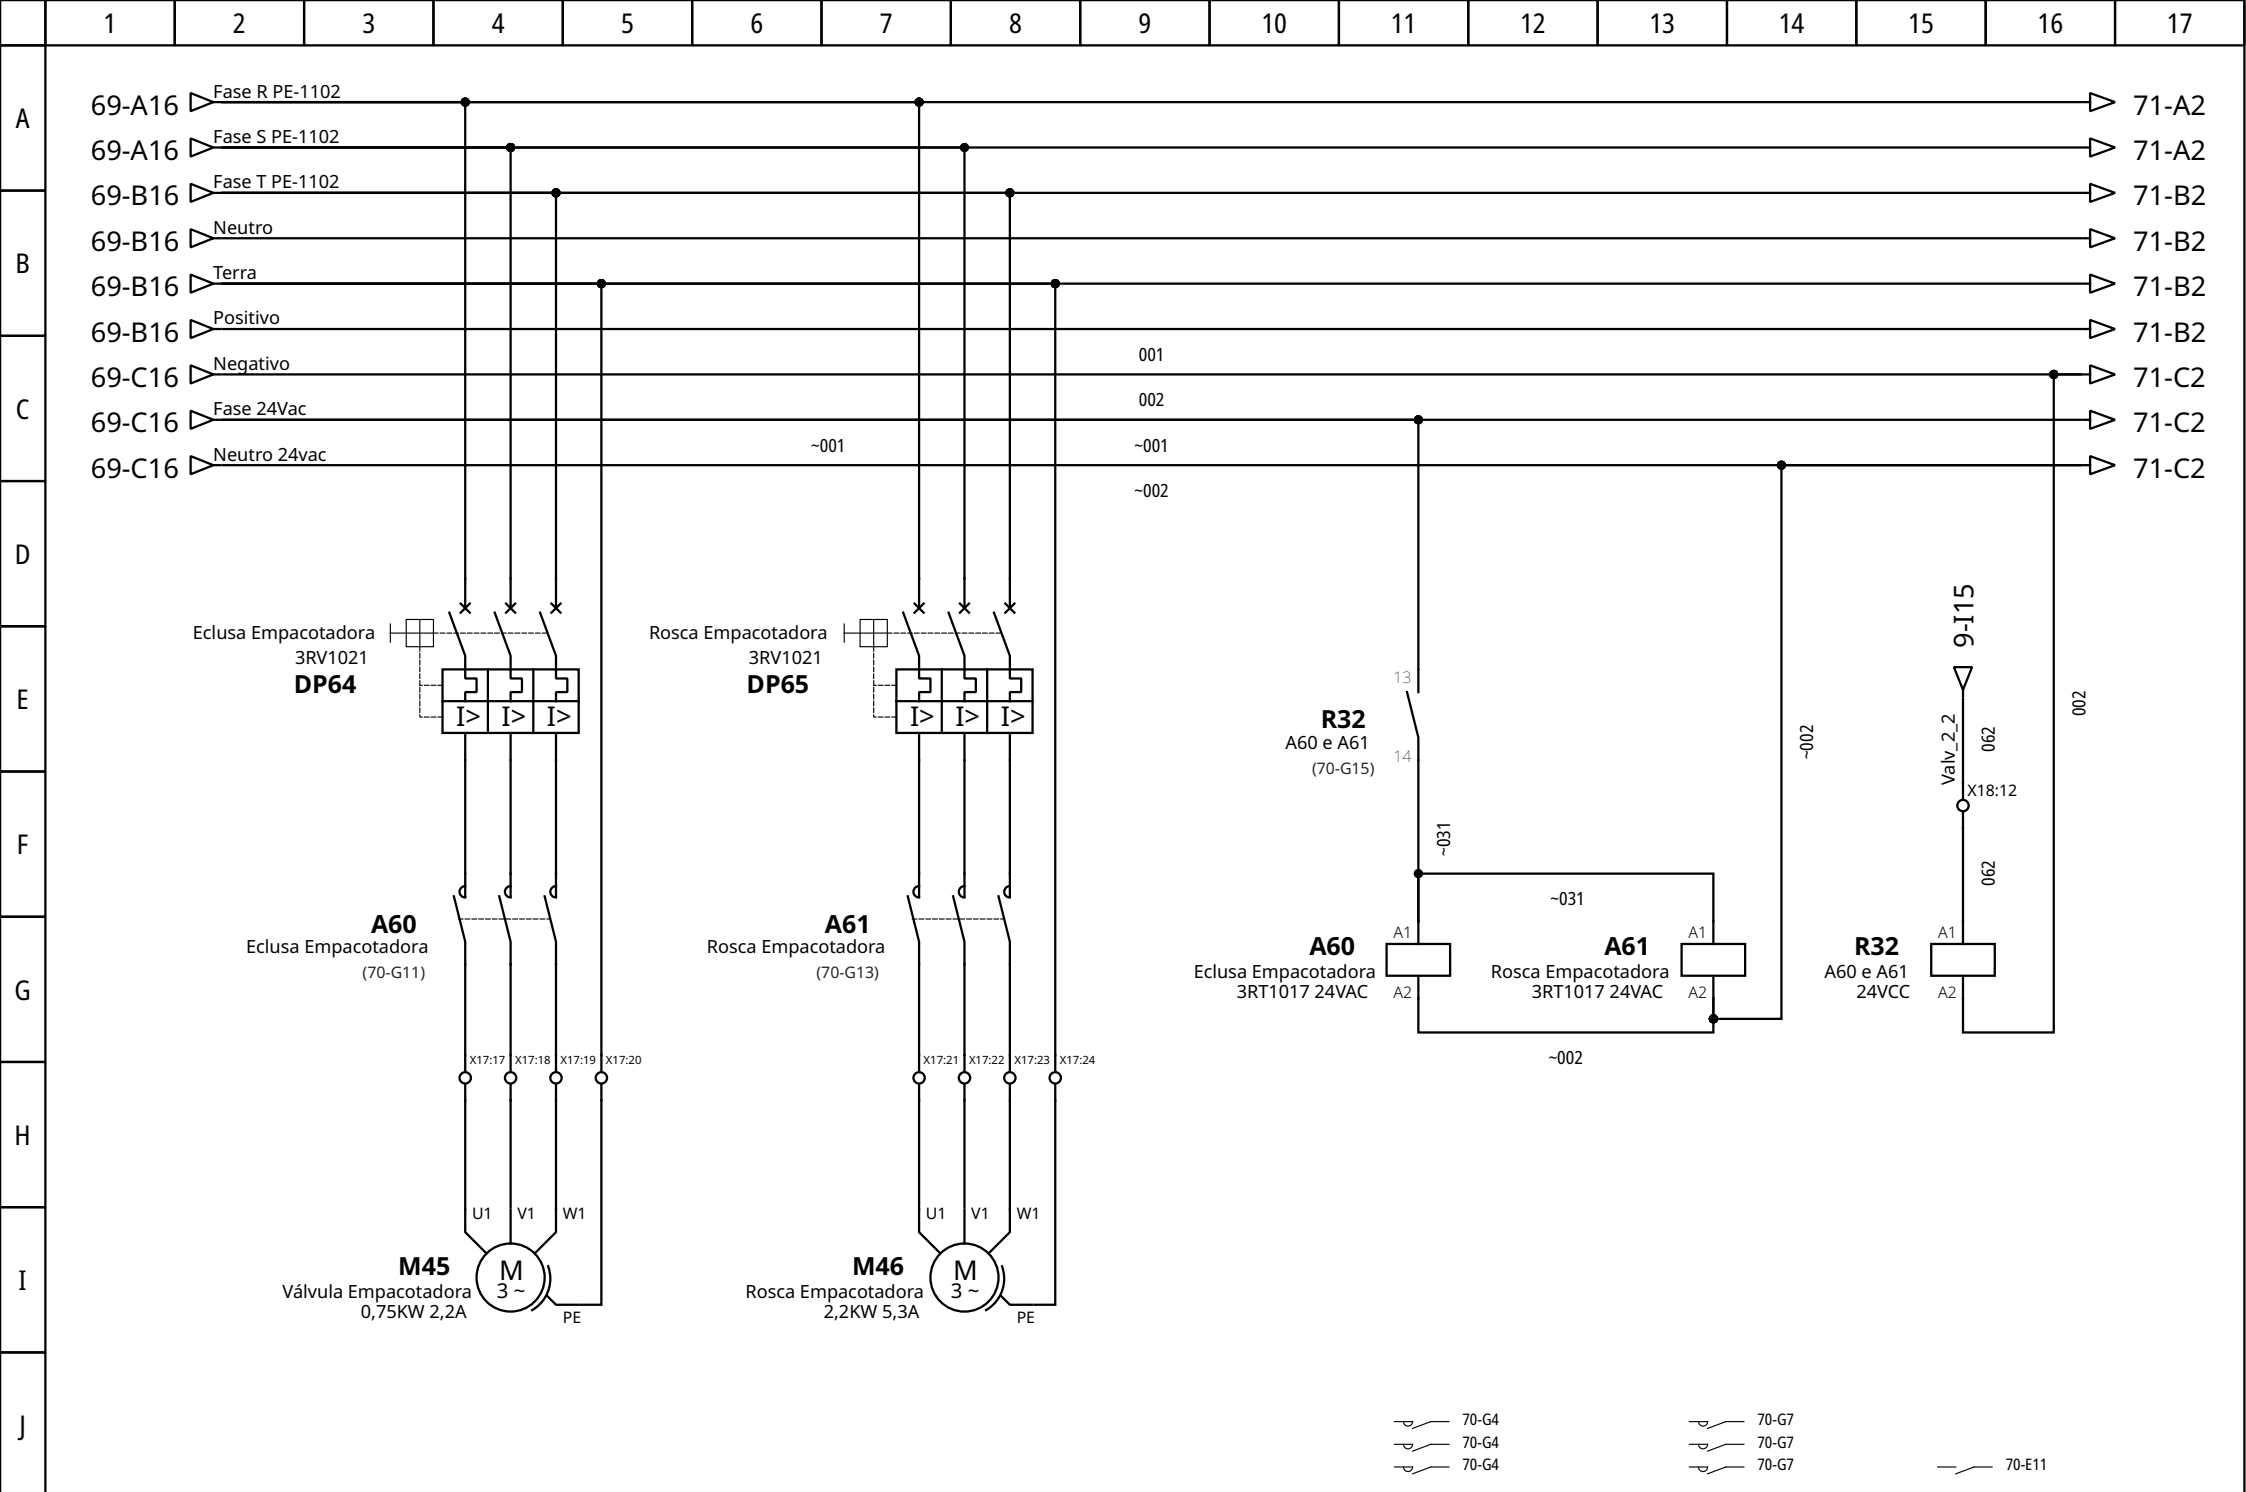 1 2 3 4 5 6 7 8 9 10 11 12 13 14 15 16 17
A
B
C
D
E
F
G
H
I
J
69-A16 Fase R PE-1102 71-A2
69-A16 Fase S PE-1102 71-A2
69-B16 Fase T PE-1102 71-B2
69-B16 Neutro 71-B2
69-B16 Terra 71-B2
69-B16 Positivo 71-B2
001
69-C16 Negativo 71-C2
002
69-C16 Fase 24Vac 71-C2
~001 ~001
69-C16 Neutro 24vac 71-C2
~002
Eclusa Empacotadora
3RV1021
DP64
I> I> I>
Rosca Empacotadora
3RV1021
DP65
I> I> I>
13
R32
A60 e A61
14
(70-G15)
~031
~031
~002
9-I15
Valv_2_2
062
X18:12
062
002
A60
Eclusa Empacotadora
(70-G11)
A61
Rosca Empacotadora
(70-G13)
A1
A60
Eclusa Empacotadora
3RT1017 24VAC
A2
A1
A61
Rosca Empacotadora
3RT1017 24VAC
A2
A1
R32
A60 e A61
24VCC
A2
~002
X17:17 X17:18 X17:19 X17:20
X17:21 X17:22 X17:23 X17:24
U1 V1 W1
M45
Válvula Empacotadora
0,75KW 2,2A
M
3 ~
PE
U1 V1 W1
M46
Rosca Empacotadora
2,2KW 5,3A
M
3 ~
PE
70-G4
70-G4
70-G4
70-G7
70-G7
70-G7
70-E11